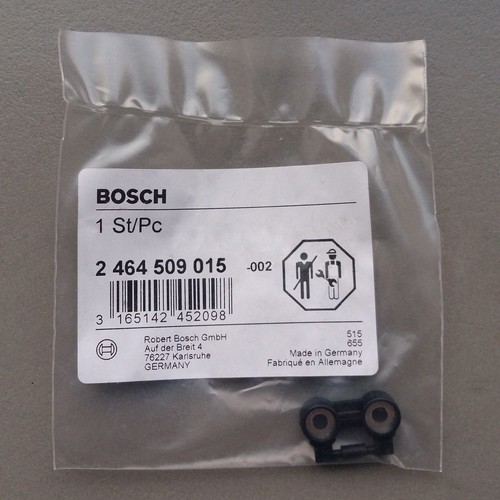 BOSCH
1 St/Pc
2 464 509 015 -002
3 165142 452098
Robert Bosch GmbH
Auf der Breit 4
76227 Karlsruhe
GERMANY
515
655
Made in Germany
Fabriqué en Allemagne